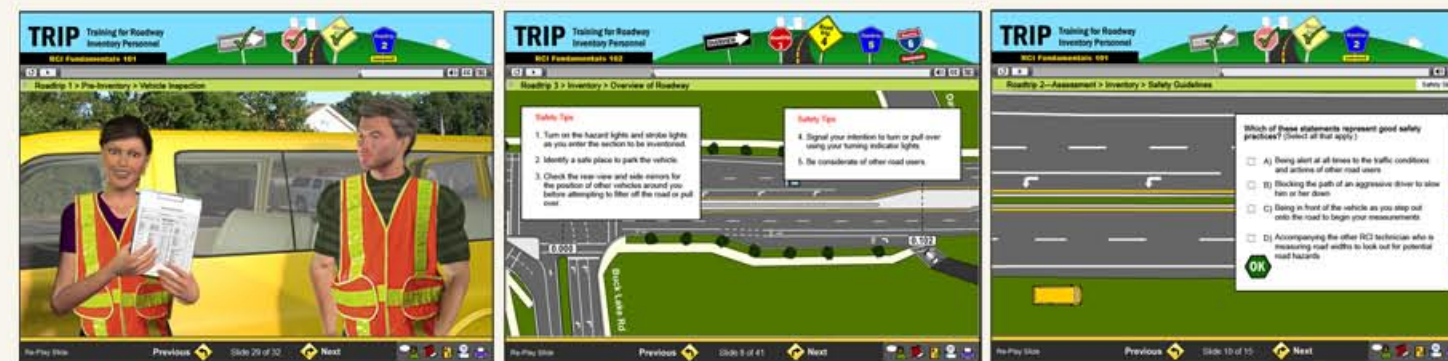 TRIP Training for Roadway
Inventory Personnel
RCI Fundamentals 101
2
Roadtrip 1 > Pre-Inventory > Vehicle Inspection
Re-Play Slide
Previous
Slide 29 of 32
Next
TRIP Training for Roadway
Inventory Personnel
RCI Fundamentals 102
OVERVIEW
3
4
5
6
Roadtrip 3 > Inventory > Overview of Roadway
Safety Tips
1. Turn on the hazard lights and strobe lights
as you enter the section to be inventoried.
2. Identify a safe place to park the vehicle.
3. Check the rear-view and side mirrors for
the position of other vehicles around you
before attempting to filter off the road or pull
over.
Safety Tips
4. Signal your intention to turn or pull over
using your turning indicator lights.
5. Be considerate of other road users.
0.000
0.102
Buck Lake Rd
Re-Play Slide
Previous
Slide 8 of 41
Next
TRIP Training for Roadway
Inventory Personnel
RCI Fundamentals 101
2
Roadtrip 2—Assessment > Inventory > Safety Guidelines
Which of these statements represent good safety
practices? (Select all that apply.)
A) Being alert at all times to the traffic conditions
and actions of other road users
B) Blocking the path of an aggressive driver to slow
him or her down
C) Being in front of the vehicle as you step out
onto the road to begin your measurements
D) Accompanying the other RCI technician who is
measuring road widths to look out for potential
road hazards
OK
Re-Play Slide
Previous
Slide 10 of 15
Next